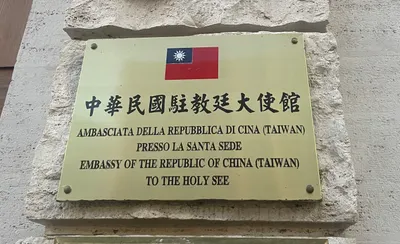 中華民國駐教廷大使館
AMBASCIATA DELLA REPUBBLICA DI CINA (TAIWAN)
PRESSO LA SANTA SEDE
EMBASSY OF THE REPUBLIC OF CHINA (TAIWAN)
TO THE HOLY SEE